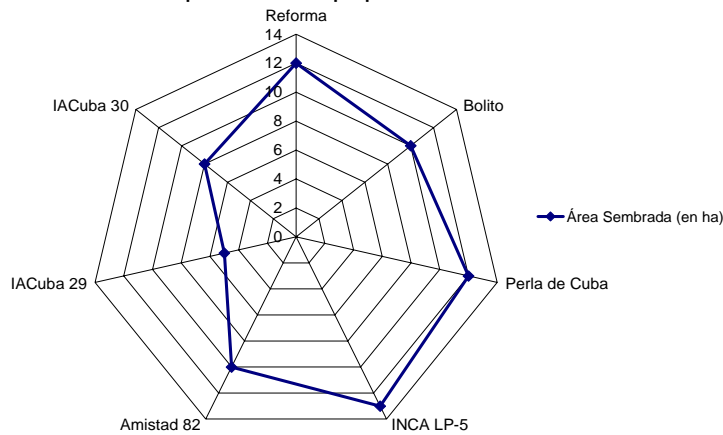 Reforma
14
12
10
8
6
4
2
0
IACuba 30
Bolito
Área Sembrada (en ha)
IACuba 29
Perla de Cuba
Amistad 82
INCA LP-5